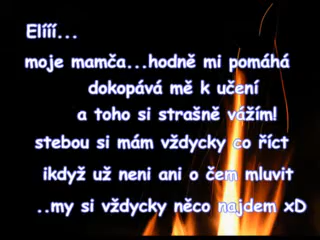 Elííí...
moje mamča...hodně mi pomáhá
dokopává mě k učení
a toho si strašně vážím!
stebou si mám vždycky co říct
ikdyž už neni ani o čem mluvit
..my si vždycky něco najdem xD